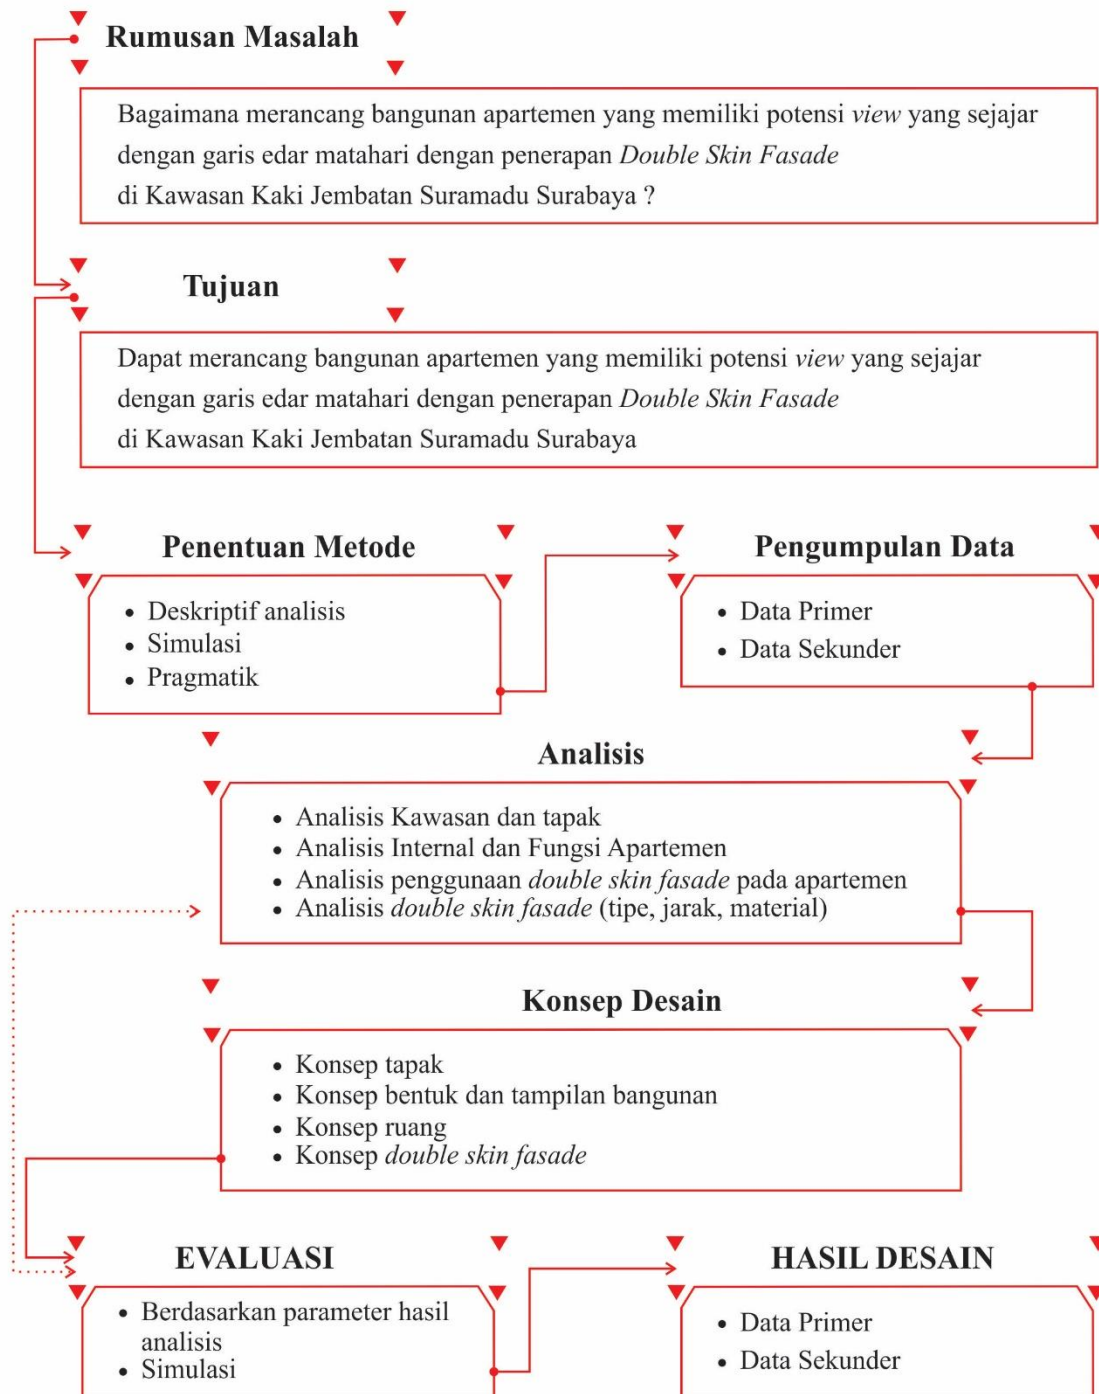 Rumusan Masalah
Bagaimana merancang bangunan apartemen yang memiliki potensi view yang sejajar
dengan garis edar matahari dengan penerapan Double Skin Fasade
di Kawasan Kaki Jembatan Suramadu Surabaya ?
Tujuan
Dapat merancang bangunan apartemen yang memiliki potensi view yang sejajar
dengan garis edar matahari dengan penerapan Double Skin Fasade
di Kawasan Kaki Jembatan Suramadu Surabaya
Penentuan Metode
• Deskriptif analisis
• Simulasi
• Pragmatik
Pengumpulan Data
• Data Primer
• Data Sekunder
Analisis
• Analisis Kawasan dan tapak
• Analisis Internal dan Fungsi Apartemen
• Analisis penggunaan double skin fasade pada apartemen
• Analisis double skin fasade (tipe, jarak, material)
Konsep Desain
• Konsep tapak
• Konsep bentuk dan tampilan bangunan
• Konsep ruang
• Konsep double skin fasade
EVALUASI
• Berdasarkan parameter hasil
analisis
• Simulasi
HASIL DESAIN
• Data Primer
• Data Sekunder